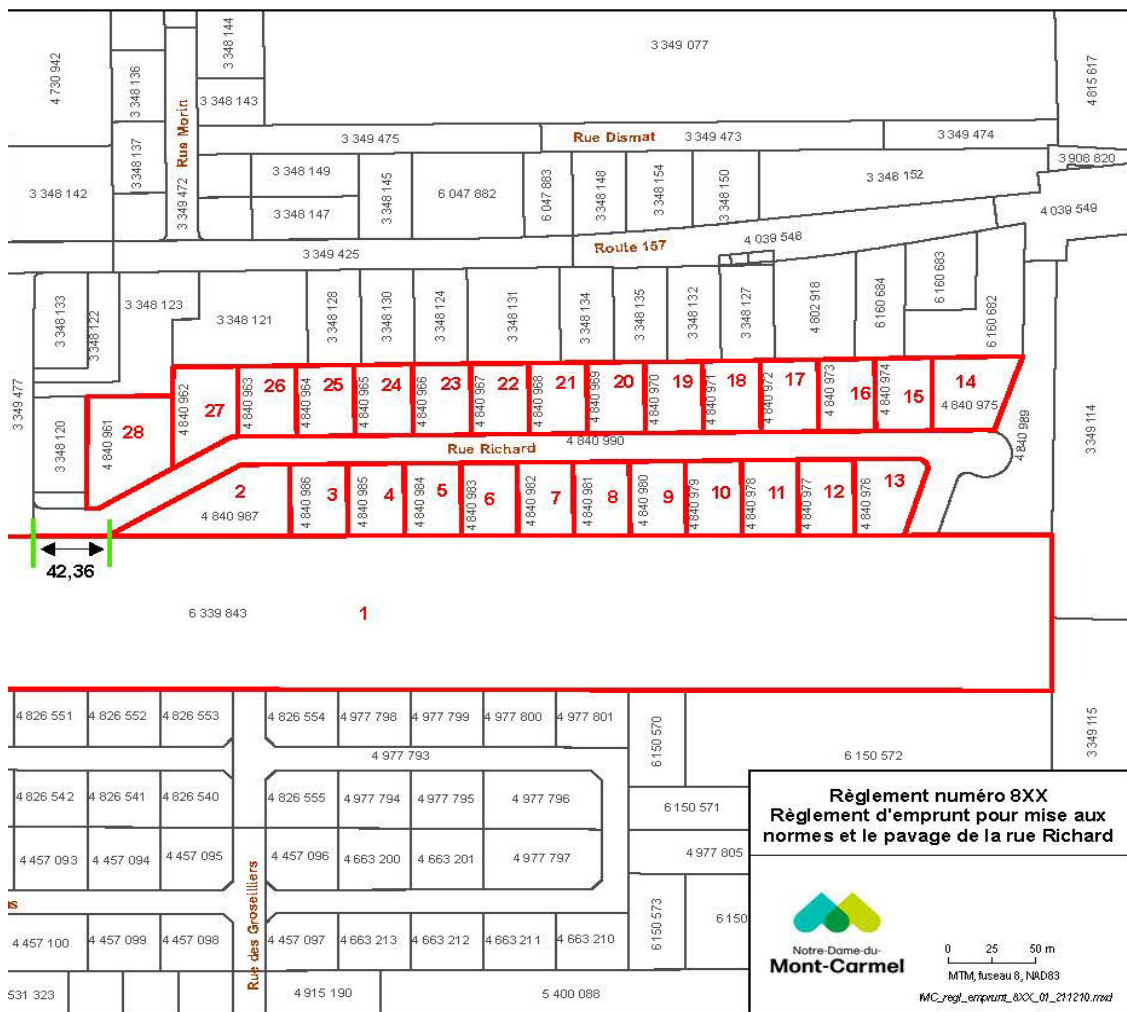 3 349 077
4 730 942
3 348 136
3 348 144
3 348 143
4 815 617
Rue Morin
3 349 472
3 348 137
3 349 475
Rue Dismat
3 349 473
3 349 474
3 908 820
3 348 142
3 348 149
3 348 147
3 348 145
6 047 882
6 047 883
3 348 148
3 348 154
3 348 150
3 348 152
4 039 549
3 349 425
Route 157
4 039 548
3 349 477
3 348 133
3 348 122
3 348 123
3 348 121
3 348 128
3 348 130
3 348 124
3 348 131
3 348 134
3 348 135
3 348 132
3 348 127
4 802 918
6 160 684
6 160 683
6 160 682
3 348 120
4 840 961
28
4 840 962
27
4 840 963
26
4 840 964
25
4 840 965
24
4 840 966
23
4 840 967
22
4 840 968
21
4 840 969
20
4 840 970
19
4 840 971
18
4 840 972
17
4 840 973
16
4 840 974
15
14
4 840 975
4 840 989
3 349 114
Rue Richard
4 840 990
2
4 840 987
4 840 986
3
4 840 985
4
4 840 984
5
4 840 983
6
4 840 982
7
4 840 981
8
4 840 980
9
4 840 979
10
4 840 978
11
4 840 977
12
4 840 976
13
42,36
6 339 843
1
4 826 551
4 826 552
4 826 553
4 826 554
4 977 798
4 977 799
4 977 800
4 977 801
6 150 570
6 150 572
3 349 115
4 977 793
4 826 542
4 826 541
4 826 540
4 826 555
4 977 794
4 977 795
4 977 796
6 150 571
4 457 093
4 457 094
4 457 095
4 457 096
4 663 200
4 663 201
4 977 797
4 977 805
Rue des Groseilliers
6 150 573
6 150
4 457 100
4 457 099
4 457 098
4 457 097
4 663 213
4 663 212
4 663 211
4 663 210
531 323
4 915 190
5 400 088
Règlement numéro 8XX
Règlement d'emprunt pour mise aux
normes et le pavage de la rue Richard
Notre-Dame-du-
Mont-Carmel
0 25 50 m
MTM, fuseau 8, NAD83
IMC_regl_emprunt_8XX_01_211210.mxd